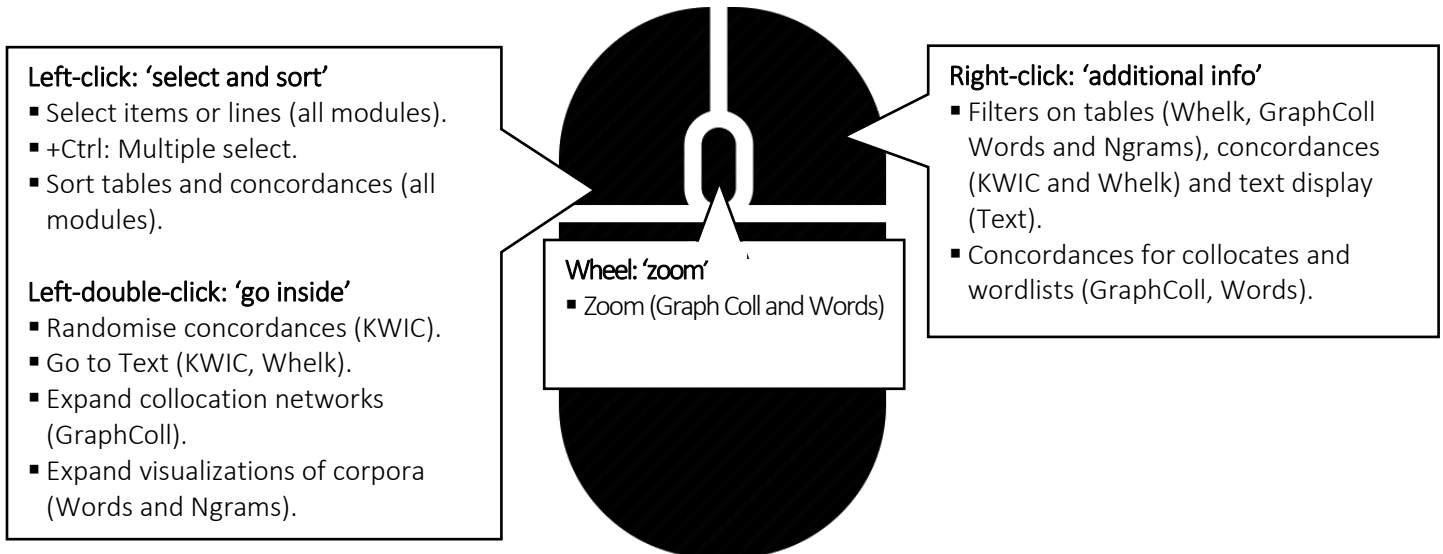 Left-click: ‘select and sort’
▪ Select items or lines (all modules).
▪ +Ctrl: Multiple select.
▪ Sort tables and concordances (all
modules).
Left-double-click: ‘go inside’
▪ Randomise concordances (KWIC).
▪ Go to Text (KWIC, Whelk).
▪ Expand collocation networks
(GraphColl).
▪ Expand visualizations of corpora
(Words and Ngrams).
Wheel: ‘zoom’
▪ Zoom (Graph Coll and Words)
Right-click: ‘additional info’
▪ Filters on tables (Whelk, GraphColl
Words and Ngrams), concordances
(KWIC and Whelk) and text display
(Text).
▪ Concordances for collocates and
wordlists (GraphColl, Words).